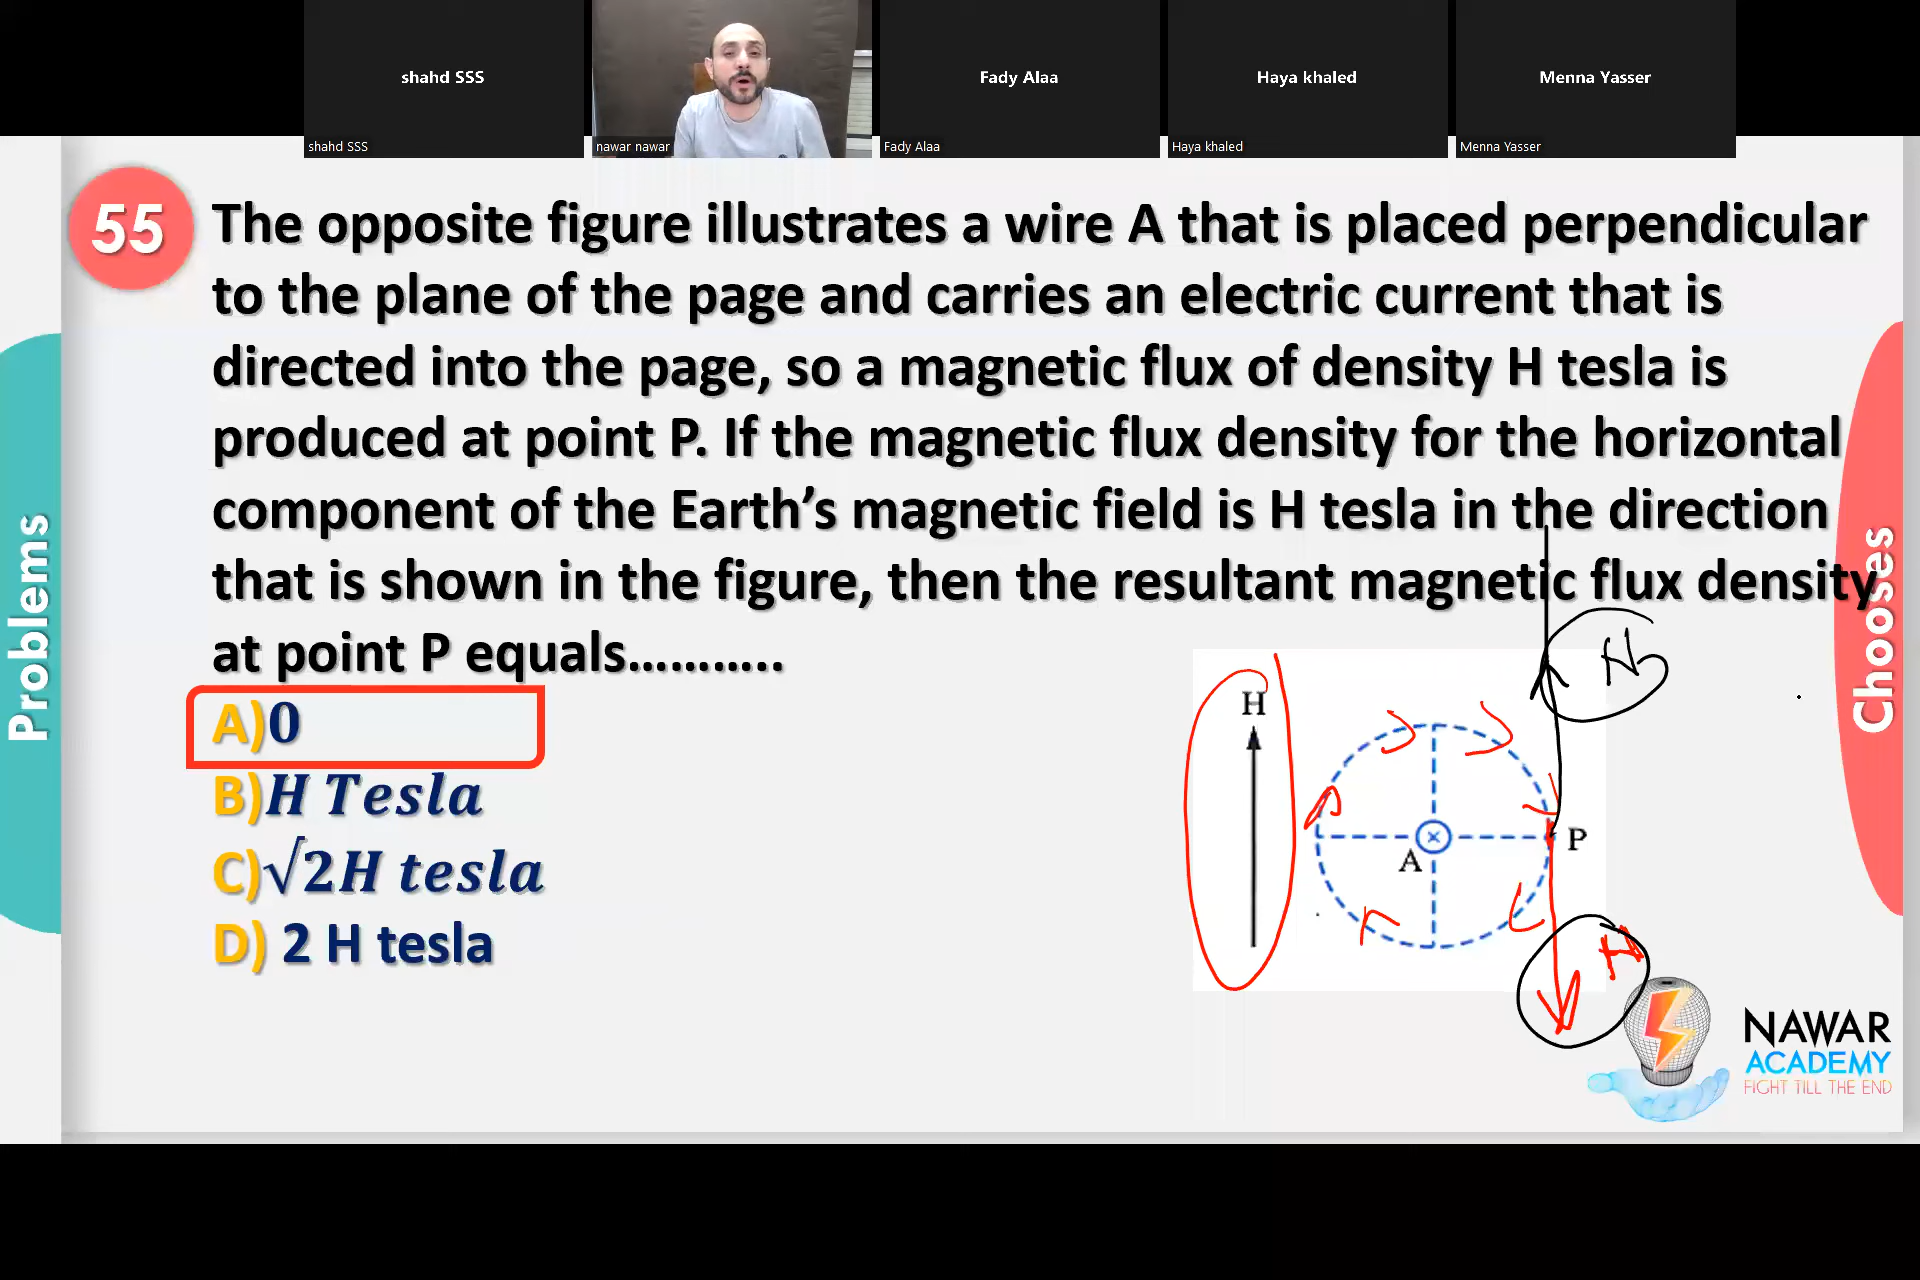 shahd SSS
Fady Alaa
Haya khaled
Menna Yasser
shahd SSS
nawar nawar
Fady Alaa
Haya khaled
Menna Yasser
55
The opposite figure illustrates a wire A that is placed perpendicular
to the plane of the page and carries an electric current that is
directed into the page, so a magnetic flux of density H tesla is
produced at point P. If the magnetic flux density for the horizontal
component of the Earth's magnetic field is H tesla in the direction
that is shown in the figure, then the resultant magnetic flux density
at point P equals………..
A)0
B)H Tesla
C)√2H tesla
D) 2 H tesla
H
A
P
Problems
Chooses
NAWAR
ACADEMY
FIGHT TILL THE END